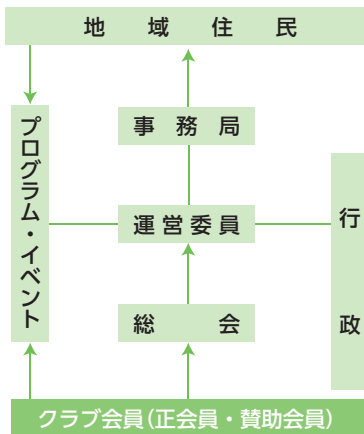 地域住民
事務局
プログラム・イベント
運営委員
行政
総会
クラブ会員(正会員・賛助会員)